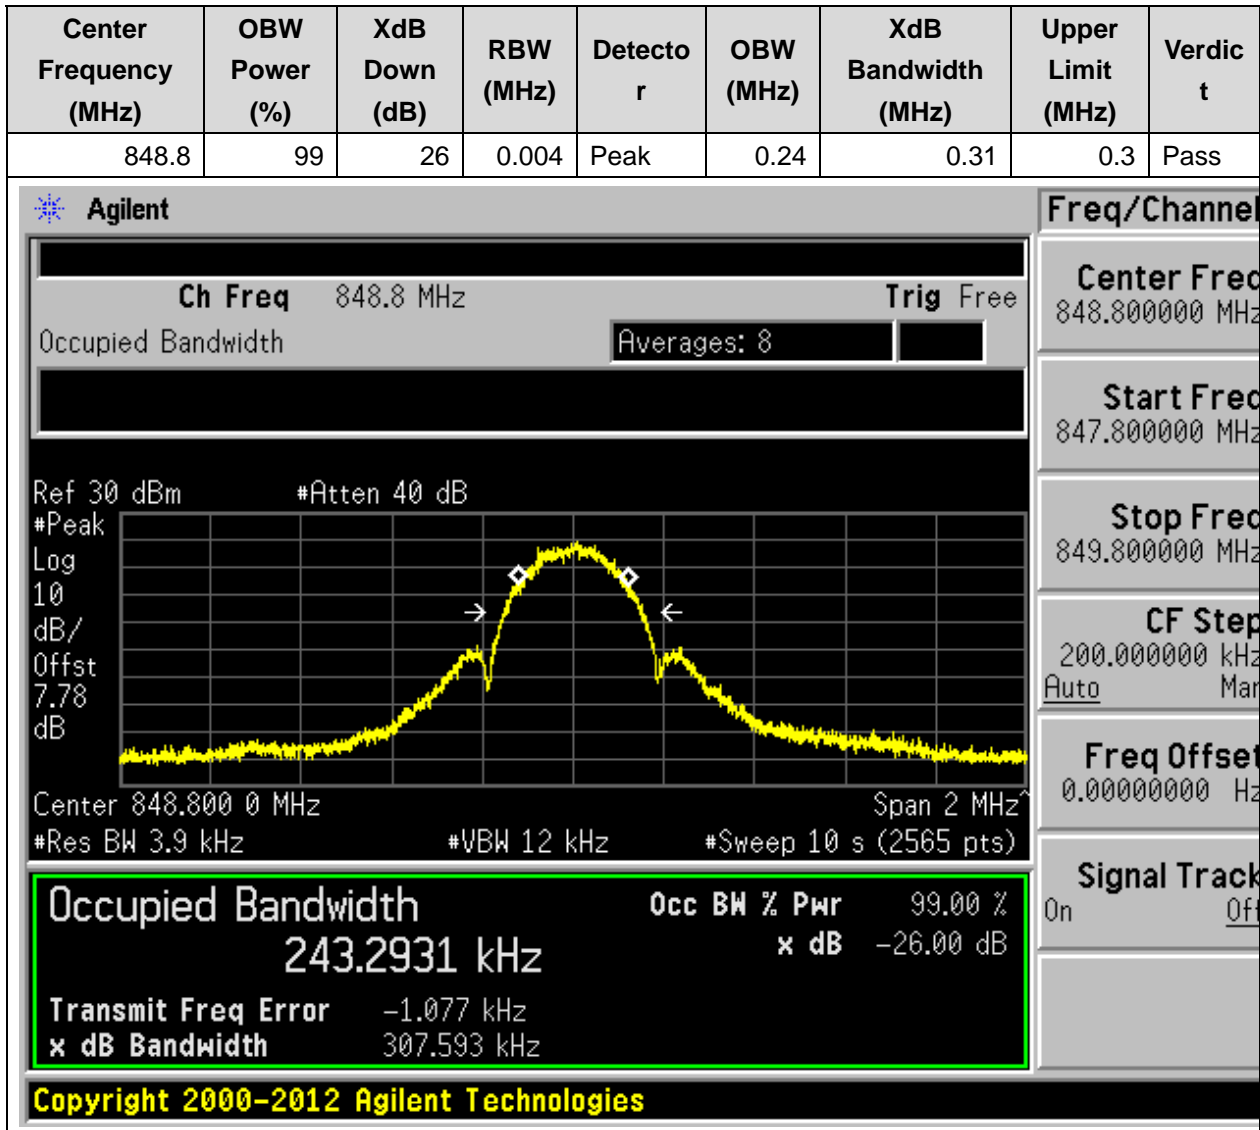 Center Frequency (MHz) OBW Power (%) XdB Down (dB) RBW (MHz) Detecto r OBW (MHz) XdB Bandwidth (MHz) Upper Limit (MHz) Verdic t
848.8 99 26 0.004 Peak 0.24 0.31 0.3 Pass
Agilent
Freq/Channel
Ch Freq 848.8 MHz Trig Free
Occupied Bandwidth Averages: 8
Center Freq
848.800000 MHz
Start Freq
847.800000 MHz
Stop Freq
849.800000 MHz
CF Step
200.000000 kHz
Auto Man
Freq Offset
0.00000000 Hz
Signal Track
On Off
Ref 30 dBm #Atten 40 dB
#Peak
Log
10
dB/
Offst
7.78
dB
Center 848.800 0 MHz Span 2 MHz^
#Res BW 3.9 kHz #VBW 12 kHz #Sweep 10 s (2565 pts)
Occupied Bandwidth Occ BW % Pwr 99.00 %
243.2931 kHz x dB -26.00 dB
Transmit Freq Error -1.077 kHz
x dB Bandwidth 307.593 kHz
Copyright 2000-2012 Agilent Technologies